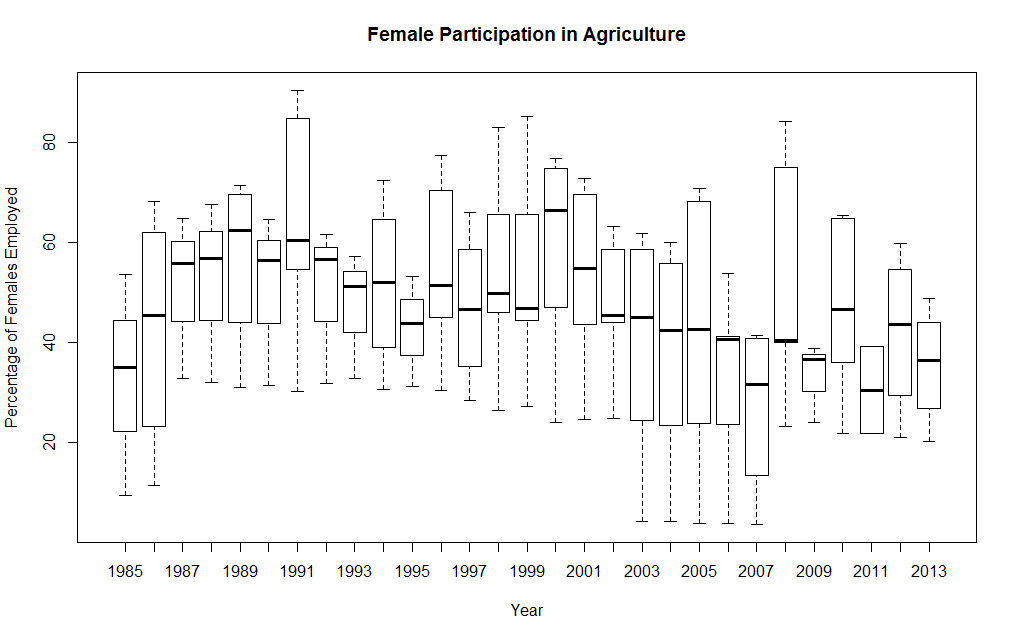 Female Participation in Agriculture
Percentage of Females Employed
80
60
40
20
1985 1987 1989 1991 1993 1995 1997 1999 2001 2003 2005 2007 2009 2011 2013
Year